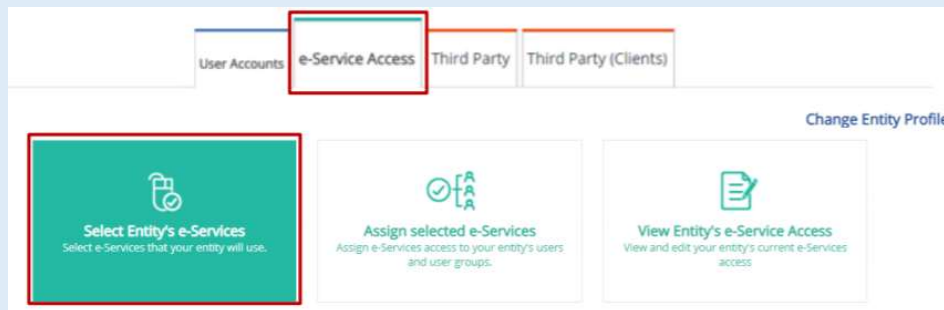 User Accounts
e-Service Access
Third Party
Third Party (Clients)
Change Entity Profile
Select Entity's e-Services
Select e-Services that your entity will use.
Assign selected e-Services
Assign e-Services access to your entity's users
and user groups.
View Entity's e-Service Access
View and edit your entity's current e-Services
access